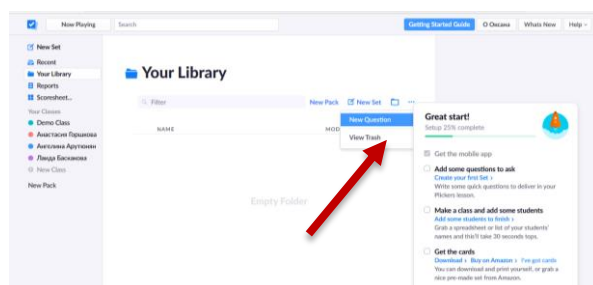 Now Playing
Search
Getting Started Guide
О Оксана
Whats New
Help
New Set
Recent
Your Library
Reports
Scoresheet...
Your Classes
Demo Class
Анастасия Горшкова
Ангелина Арутюнян
Линда Басканова
New Class
New Pack
Your Library
Filter
New Pack
New Set
...
New Question
View Trash
NAME
MOD
Empty Folder
Great start!
Setup 25% complete
Get the mobile app
Add some questions to ask
Create your first Set ›
Write some quick questions to deliver in your
Plickers lesson.
Make a class and add some students
Add some students to finish ›
Grab a spreadsheet or list of your students'
names and this'll take 30 seconds tops.
Get the cards
Download › Buy on Amazon › I've got cards
You can download and print yourself, or grab a
nice pre-made set from Amazon.